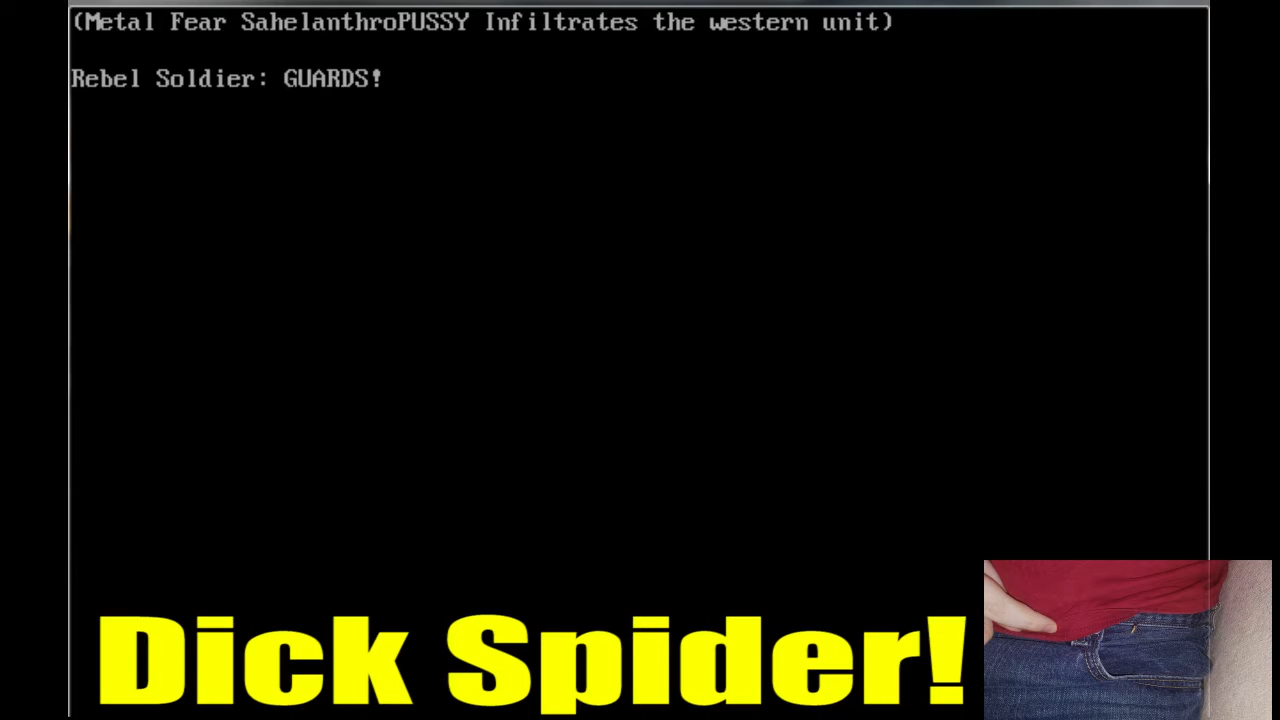 (Metal Fear SahelanthroPUSSY Infiltrates the western unit)
Rebel Soldier: GUARDS!
Dick Spider!